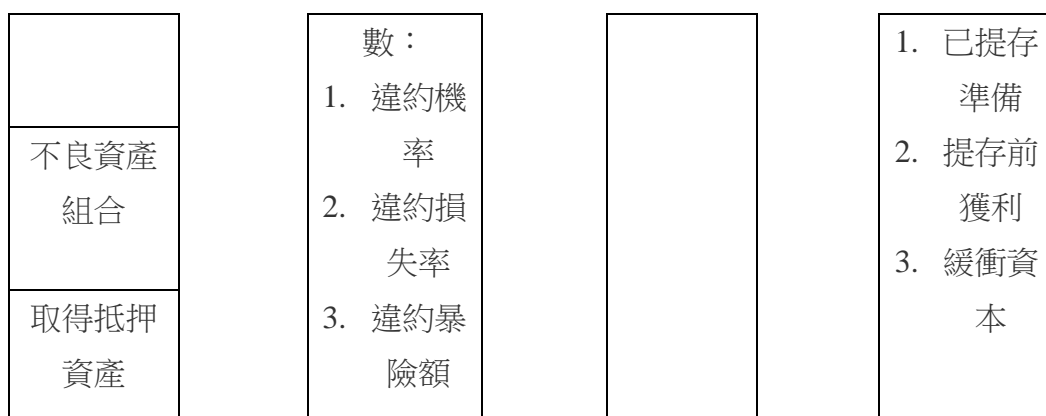 不良資產
組合
取得抵押
資產
數：
1. 違約機
率
2. 違約損
失率
3. 違約暴
險額
1. 已提存
準備
2. 提存前
獲利
3. 緩衝資
本